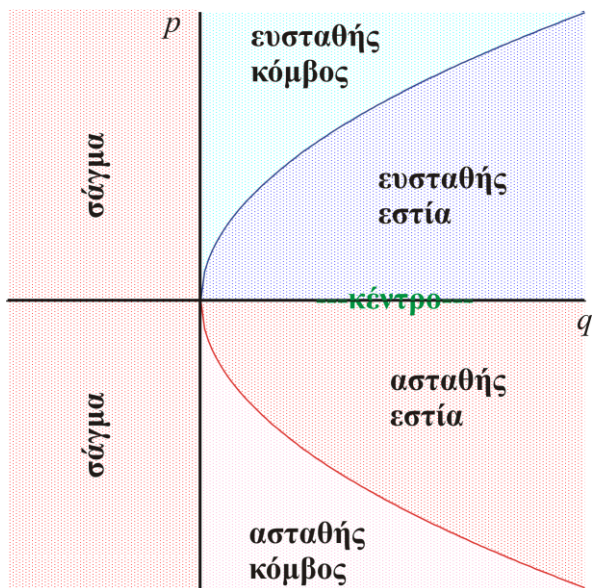 p
ευσταθής
κόμβος
σάγμα
ευσταθής
εστία
κέντρο
q
ασταθής
εστία
σάγμα
ασταθής
κόμβος